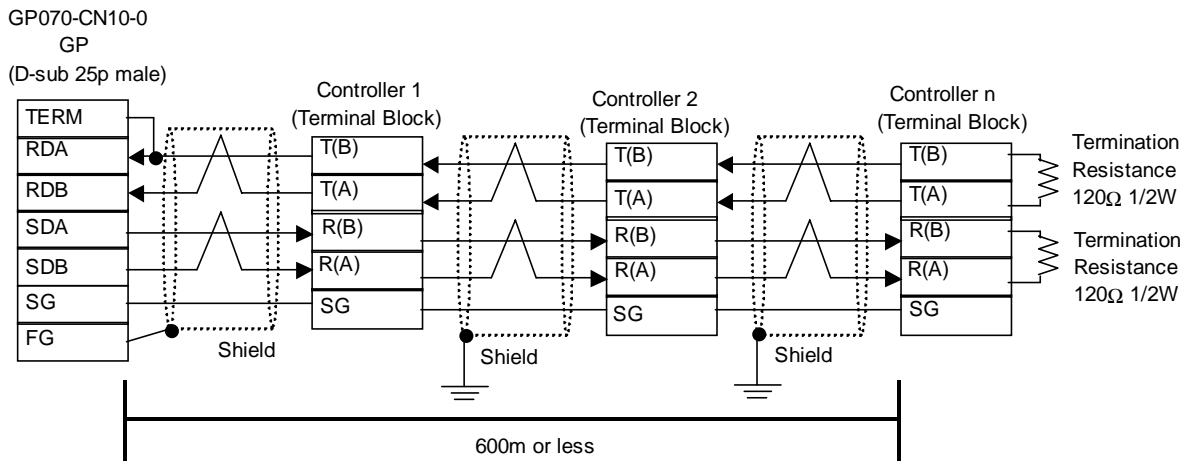 GP070-CN10-0
GP
(D-sub 25p male)
TERM
RDA
RDB
SDA
SDB
SG
FG
Shield
Controller 1
(Terminal Block)
T(B)
T(A)
R(B)
R(A)
SG
Shield
Controller 2
(Terminal Block)
T(B)
T(A)
R(B)
R(A)
SG
Shield
Controller n
(Terminal Block)
T(B)
T(A)
R(B)
R(A)
SG
Termination
Resistance
120Ω 1/2W
Termination
Resistance
120Ω 1/2W
600m or less